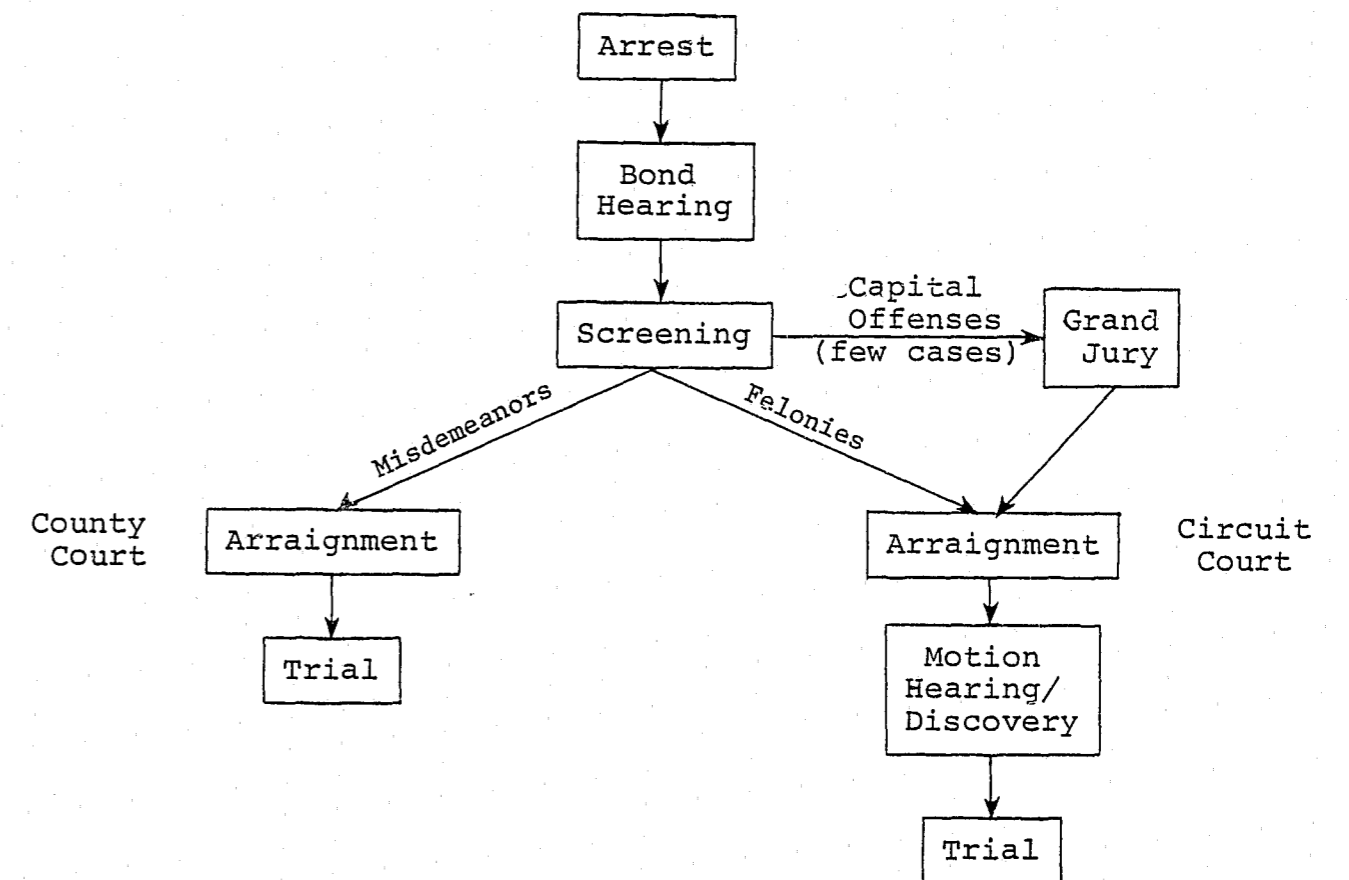 Arrest
Bond
Hearing
Screening
Capital
Offenses
(few cases)
Grand
Jury
Misdemeanors
Felonies
County
Court
Arraignment
Arraignment
Circuit
Court
Trial
Motion
Hearing/
Discovery
Trial